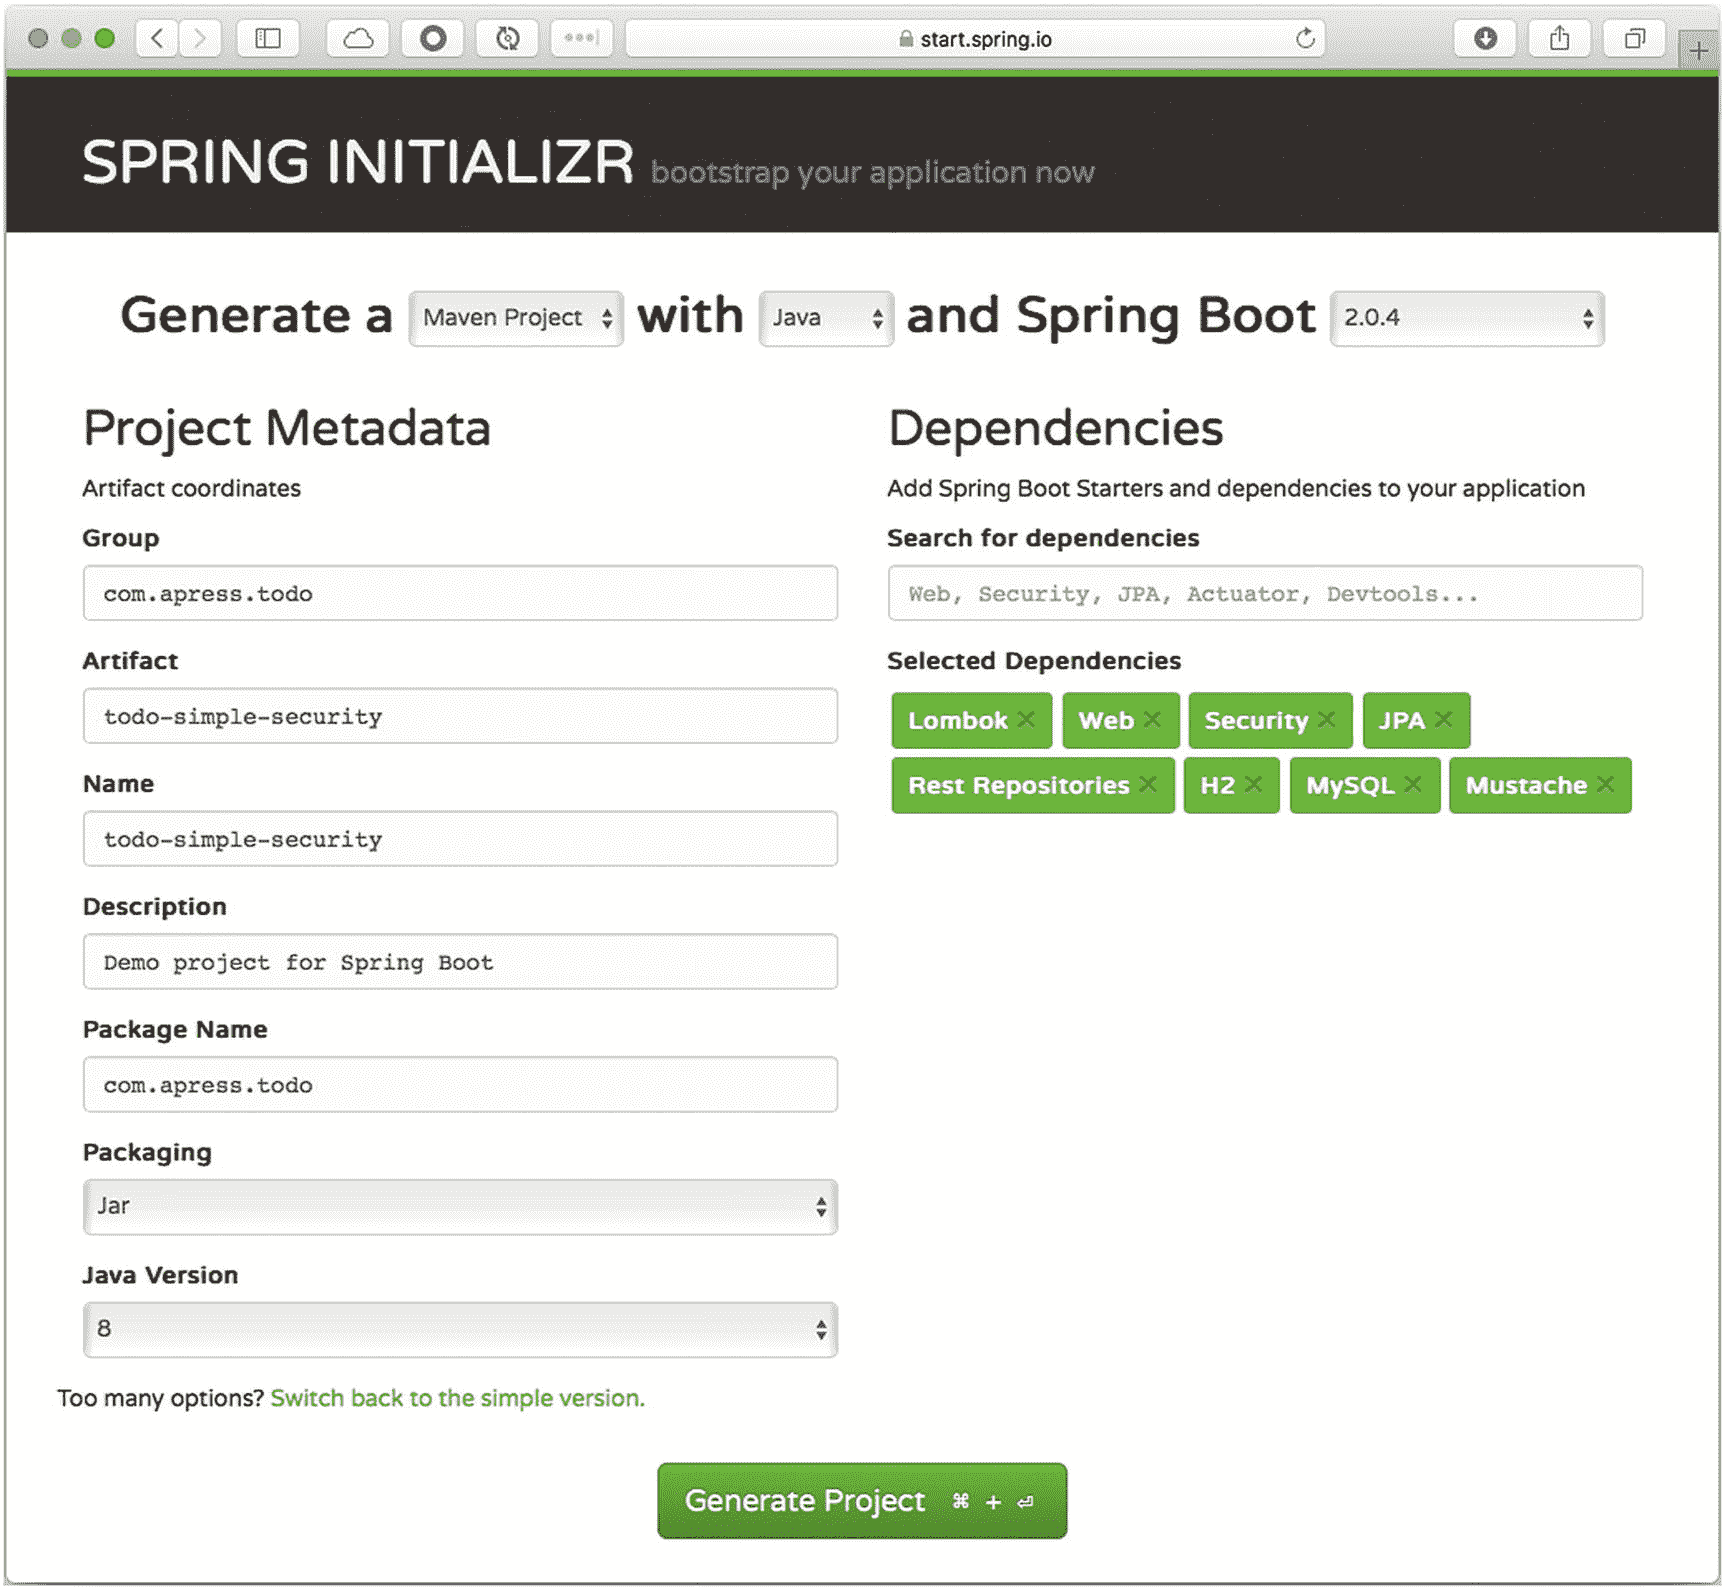 start.spring.io
SPRING INITIALIZR bootstrap your application now
Generate a Maven Project with Java and Spring Boot 2.0.4
Project Metadata
Artifact coordinates
Group
com.apress.todo
Artifact
todo-simple-security
Name
todo-simple-security
Description
Demo project for Spring Boot
Package Name
com.apress.todo
Packaging
Jar
Java Version
8
Too many options? Switch back to the simple version.
Dependencies
Add Spring Boot Starters and dependencies to your application
Search for dependencies
Web, Security, JPA, Actuator, Devtools...
Selected Dependencies
Lombok × Web × Security × JPA ×
Rest Repositories × H2 × MySQL × Mustache ×
Generate Project ⌘ + ⏎